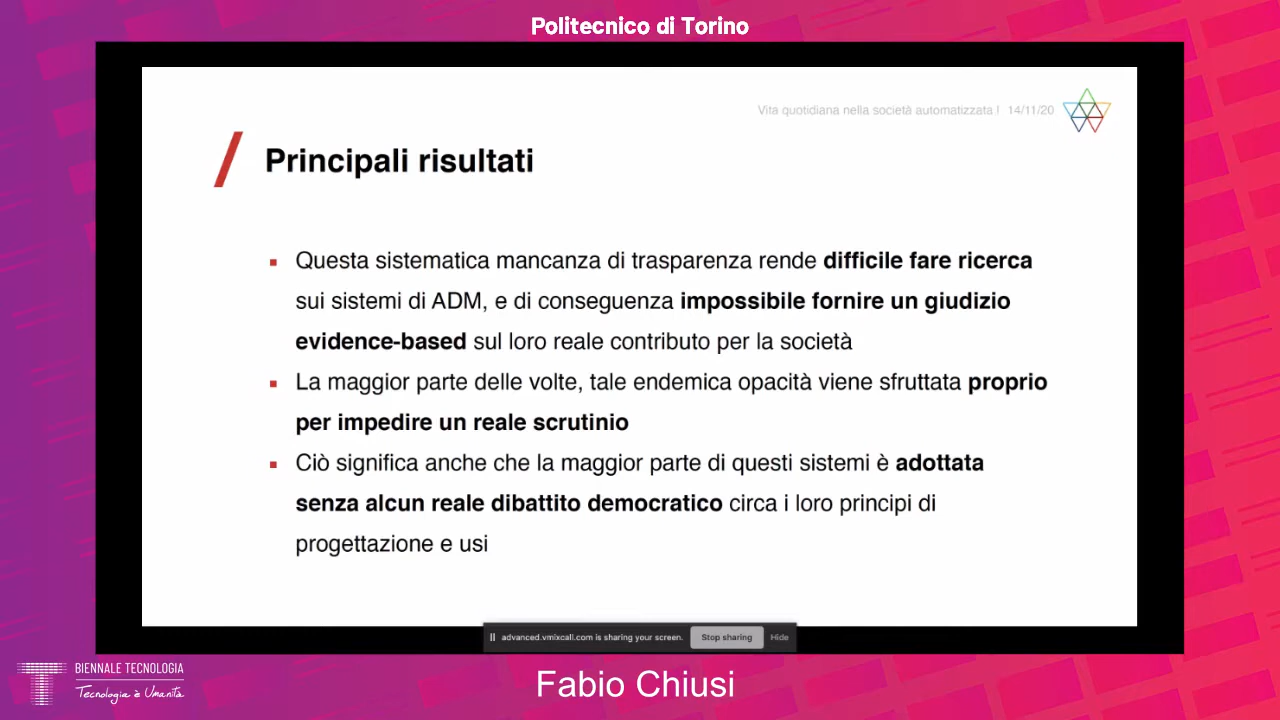 Politecnico di Torino
Vita quotidiana nella società automatizzata | 14/11/20
Principali risultati
▪ Questa sistematica mancanza di trasparenza rende difficile fare ricerca
sui sistemi di ADM, e di conseguenza impossibile fornire un giudizio
evidence-based sul loro reale contributo per la società
▪ La maggior parte delle volte, tale endemica opacità viene sfruttata proprio
per impedire un reale scrutinio
▪ Ciò significa anche che la maggior parte di questi sistemi è adottata
senza alcun reale dibattito democratico circa i loro principi di
progettazione e usi
advanced.vmixcall.com is sharing your screen. Stop sharing Hide
BIENNALE TECNOLOGIA
Tecnologia è Umanità
Fabio Chiusi